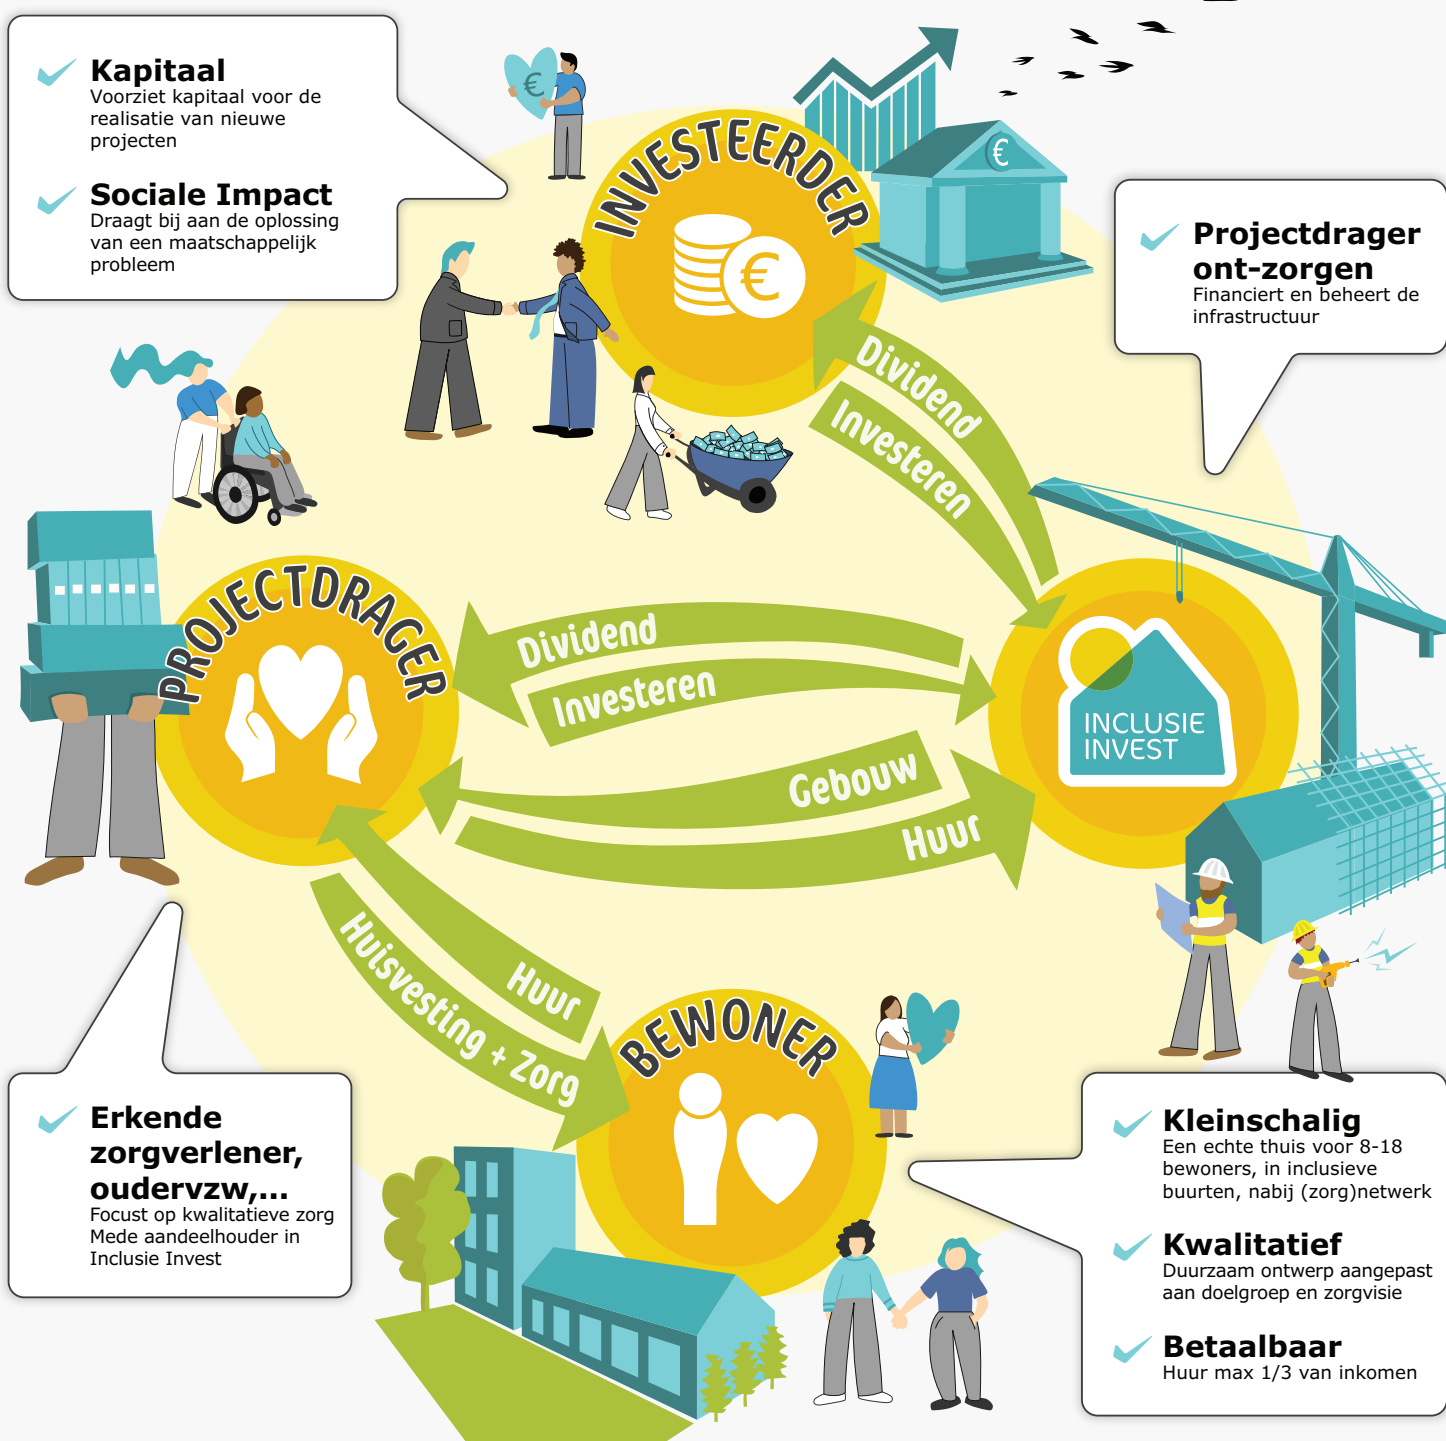 Kapitaal
Voorziet kapitaal voor de
realisatie van nieuwe
projecten
Sociale Impact
Draagt bij aan de oplossing
van een maatschappelijk
probleem
€
INVESTEERDER
€
€
Projectdrager
ont-zorgen
Financiert en beheert de
infrastructuur
Dividend
Investeren
PROJECTDRAGER
Dividend
Investeren
INCLUSIE
INVEST
Gebouw
Huur
Huur
Huisvesting + Zorg
BEWONER
Erkende
zorgverlener,
oudervzw,...
Focust op kwalitatieve zorg
Mede aandeelhouder in
Inclusie Invest
Kleinschalig
Een echte thuis voor 8-18
bewoners, in inclusieve
buurten, nabij (zorg)netwerk
Kwalitatief
Duurzaam ontwerp aangepast
aan doelgroep en zorgvisie
Betaalbaar
Huur max 1/3 van inkomen